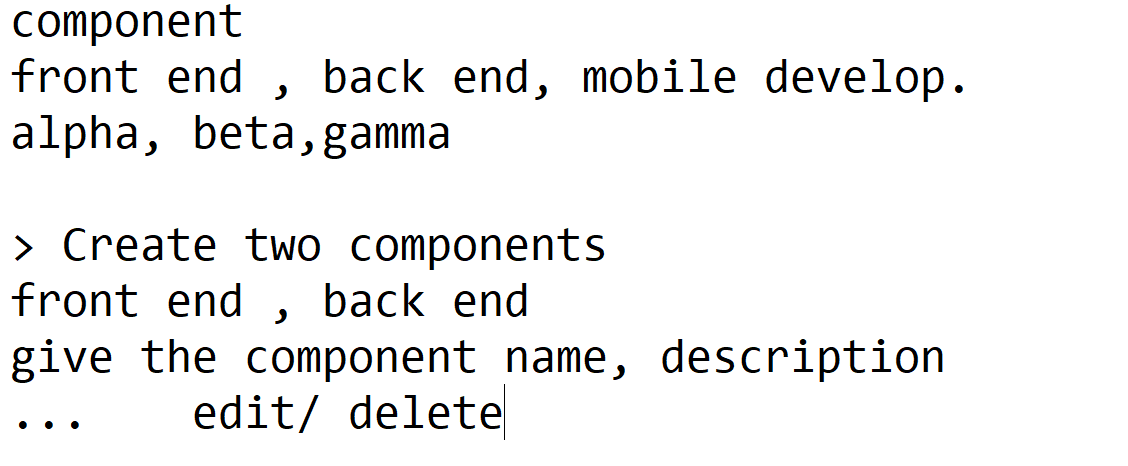 component
front end , back end, mobile develop.
alpha, beta,gamma
> Create two components
front end , back end
give the component name, description
...    edit/ delete